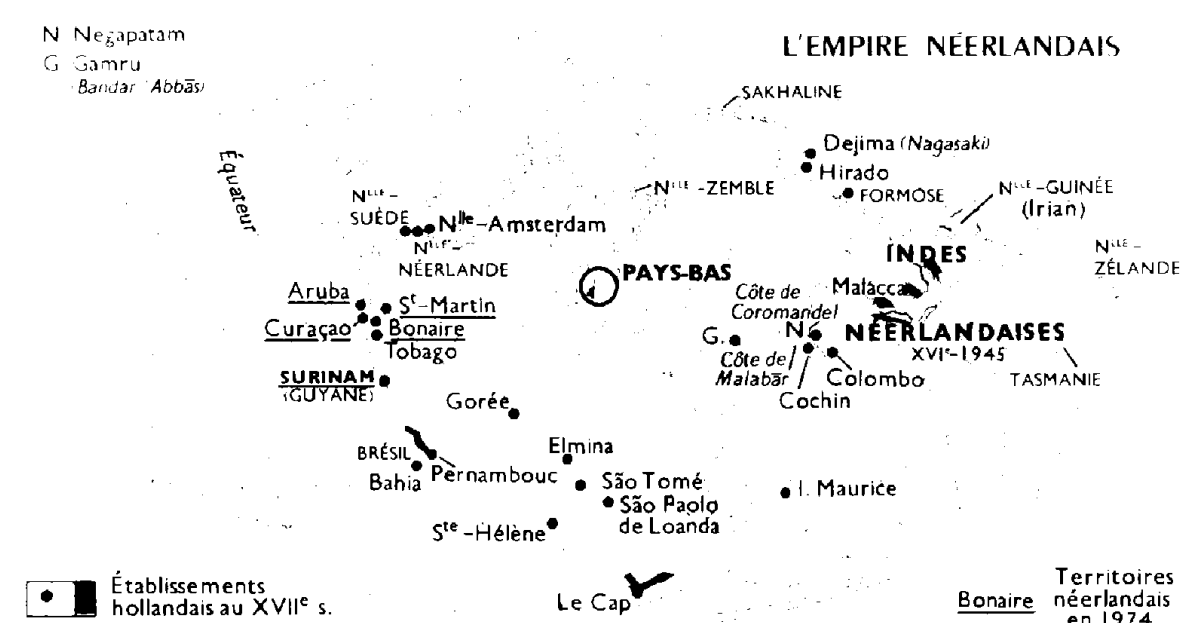 N Negapatam
G Gamru
(Bandar ʿAbbās)
L'EMPIRE NÉERLANDAIS
SAKHALINE
Équateur
Dejima (Nagasaki)
Hirado
FORMOSE
Nlle-ZEMBLE
Nlle-GUINÉE
(Irian)
Nlle-
SUÈDE
Nlle-Amsterdam
Nlle-
NÉERLANDE
INDES
Nlle-
ZÉLANDE
PAYS-BAS
Malacca
Aruba
St-Martin
Côte de
Coromandel
Curaçao
Bonaire
Tobago
G.
N
NÉERLANDAISES
XVIe-1945
Côte de
Malabār
Colombo
TASMANIE
Cochin
SURINAM
(GUYANE)
Gorée
BRÉSIL
Elmina
Bahia
Pernambouc
São Tomé
I. Maurice
São Paolo
de Loanda
Ste-Hélène
Établissements
hollandais au XVIIe s.
Le Cap
Bonaire
Territoires
néerlandais
en 1974